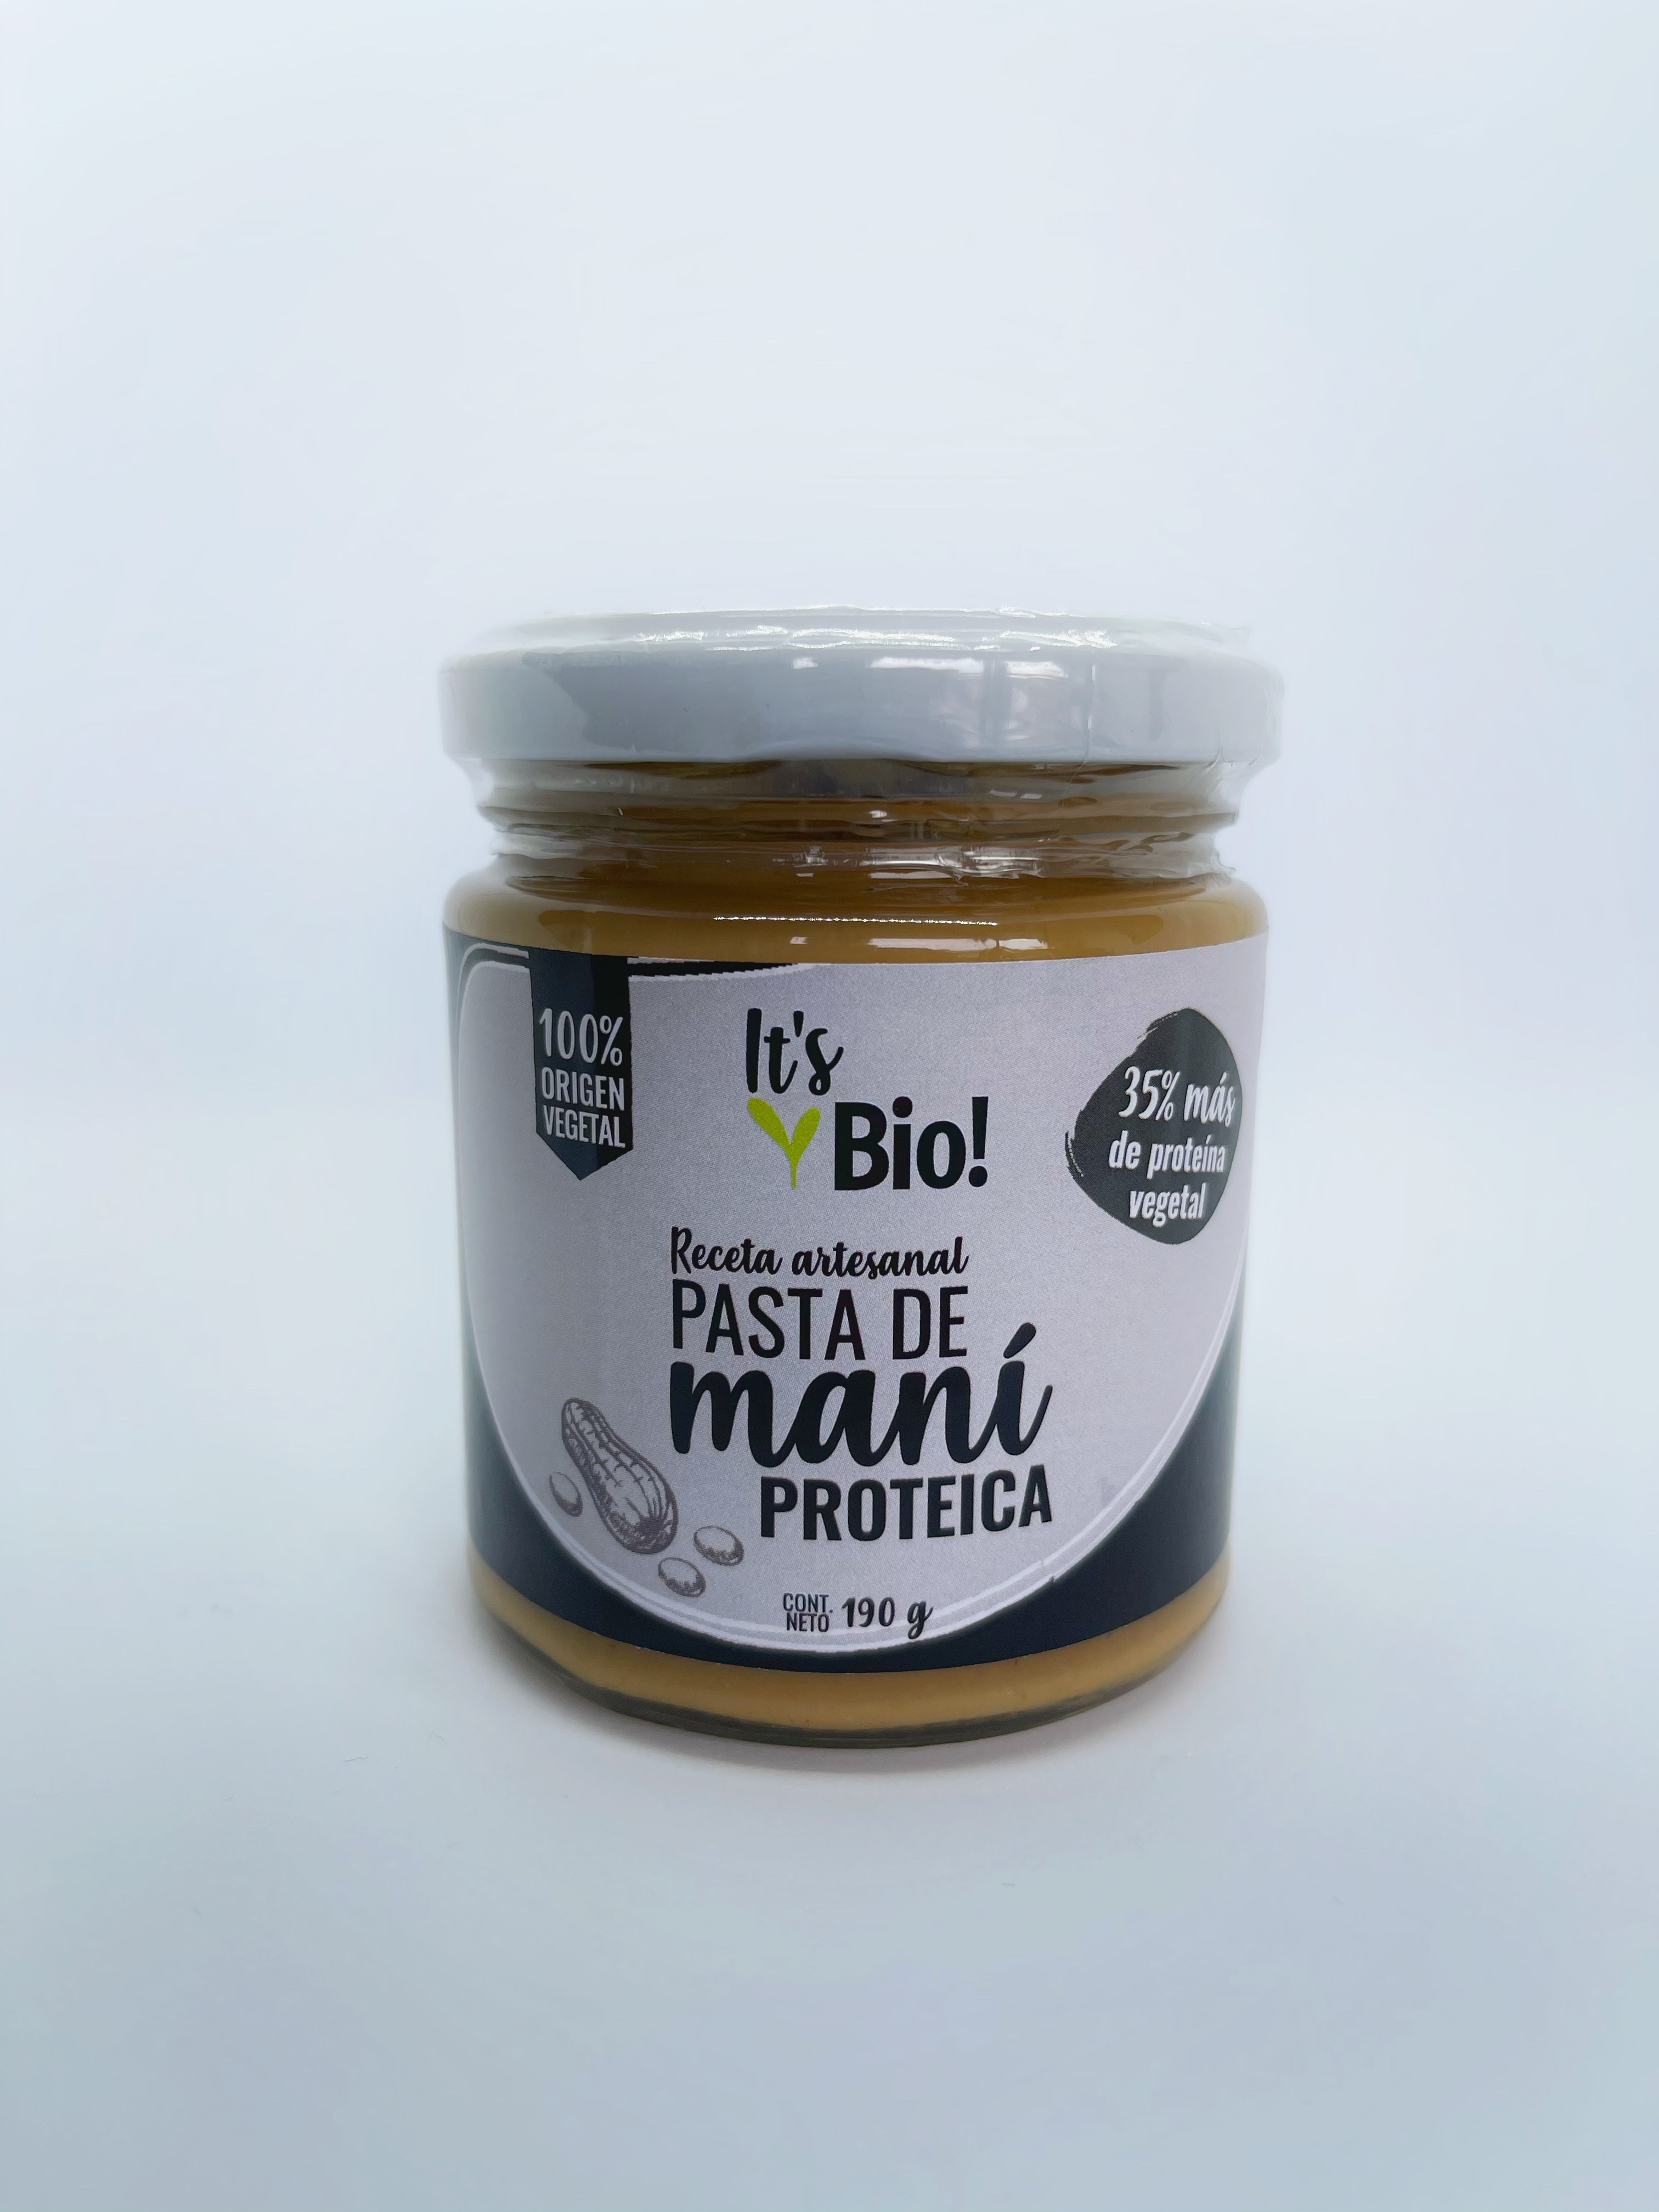 100%
ORIGEN
VEGETAL
It's
Bio!
35% más
de proteína
vegetal
Receta artesanal
PASTA DE
maní
PROTEICA
CONT.
NETO 190 g